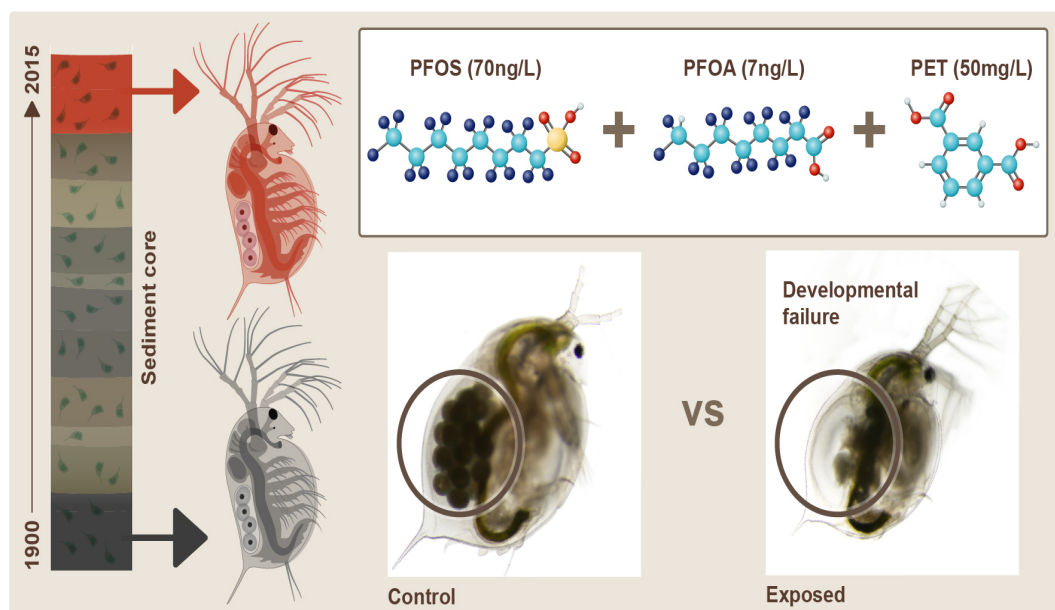 2015
1900
Sediment core
PFOS (70ng/L)
PFOA (7ng/L)
PET (50mg/L)
+
+
Control
vs
Developmental
failure
Exposed